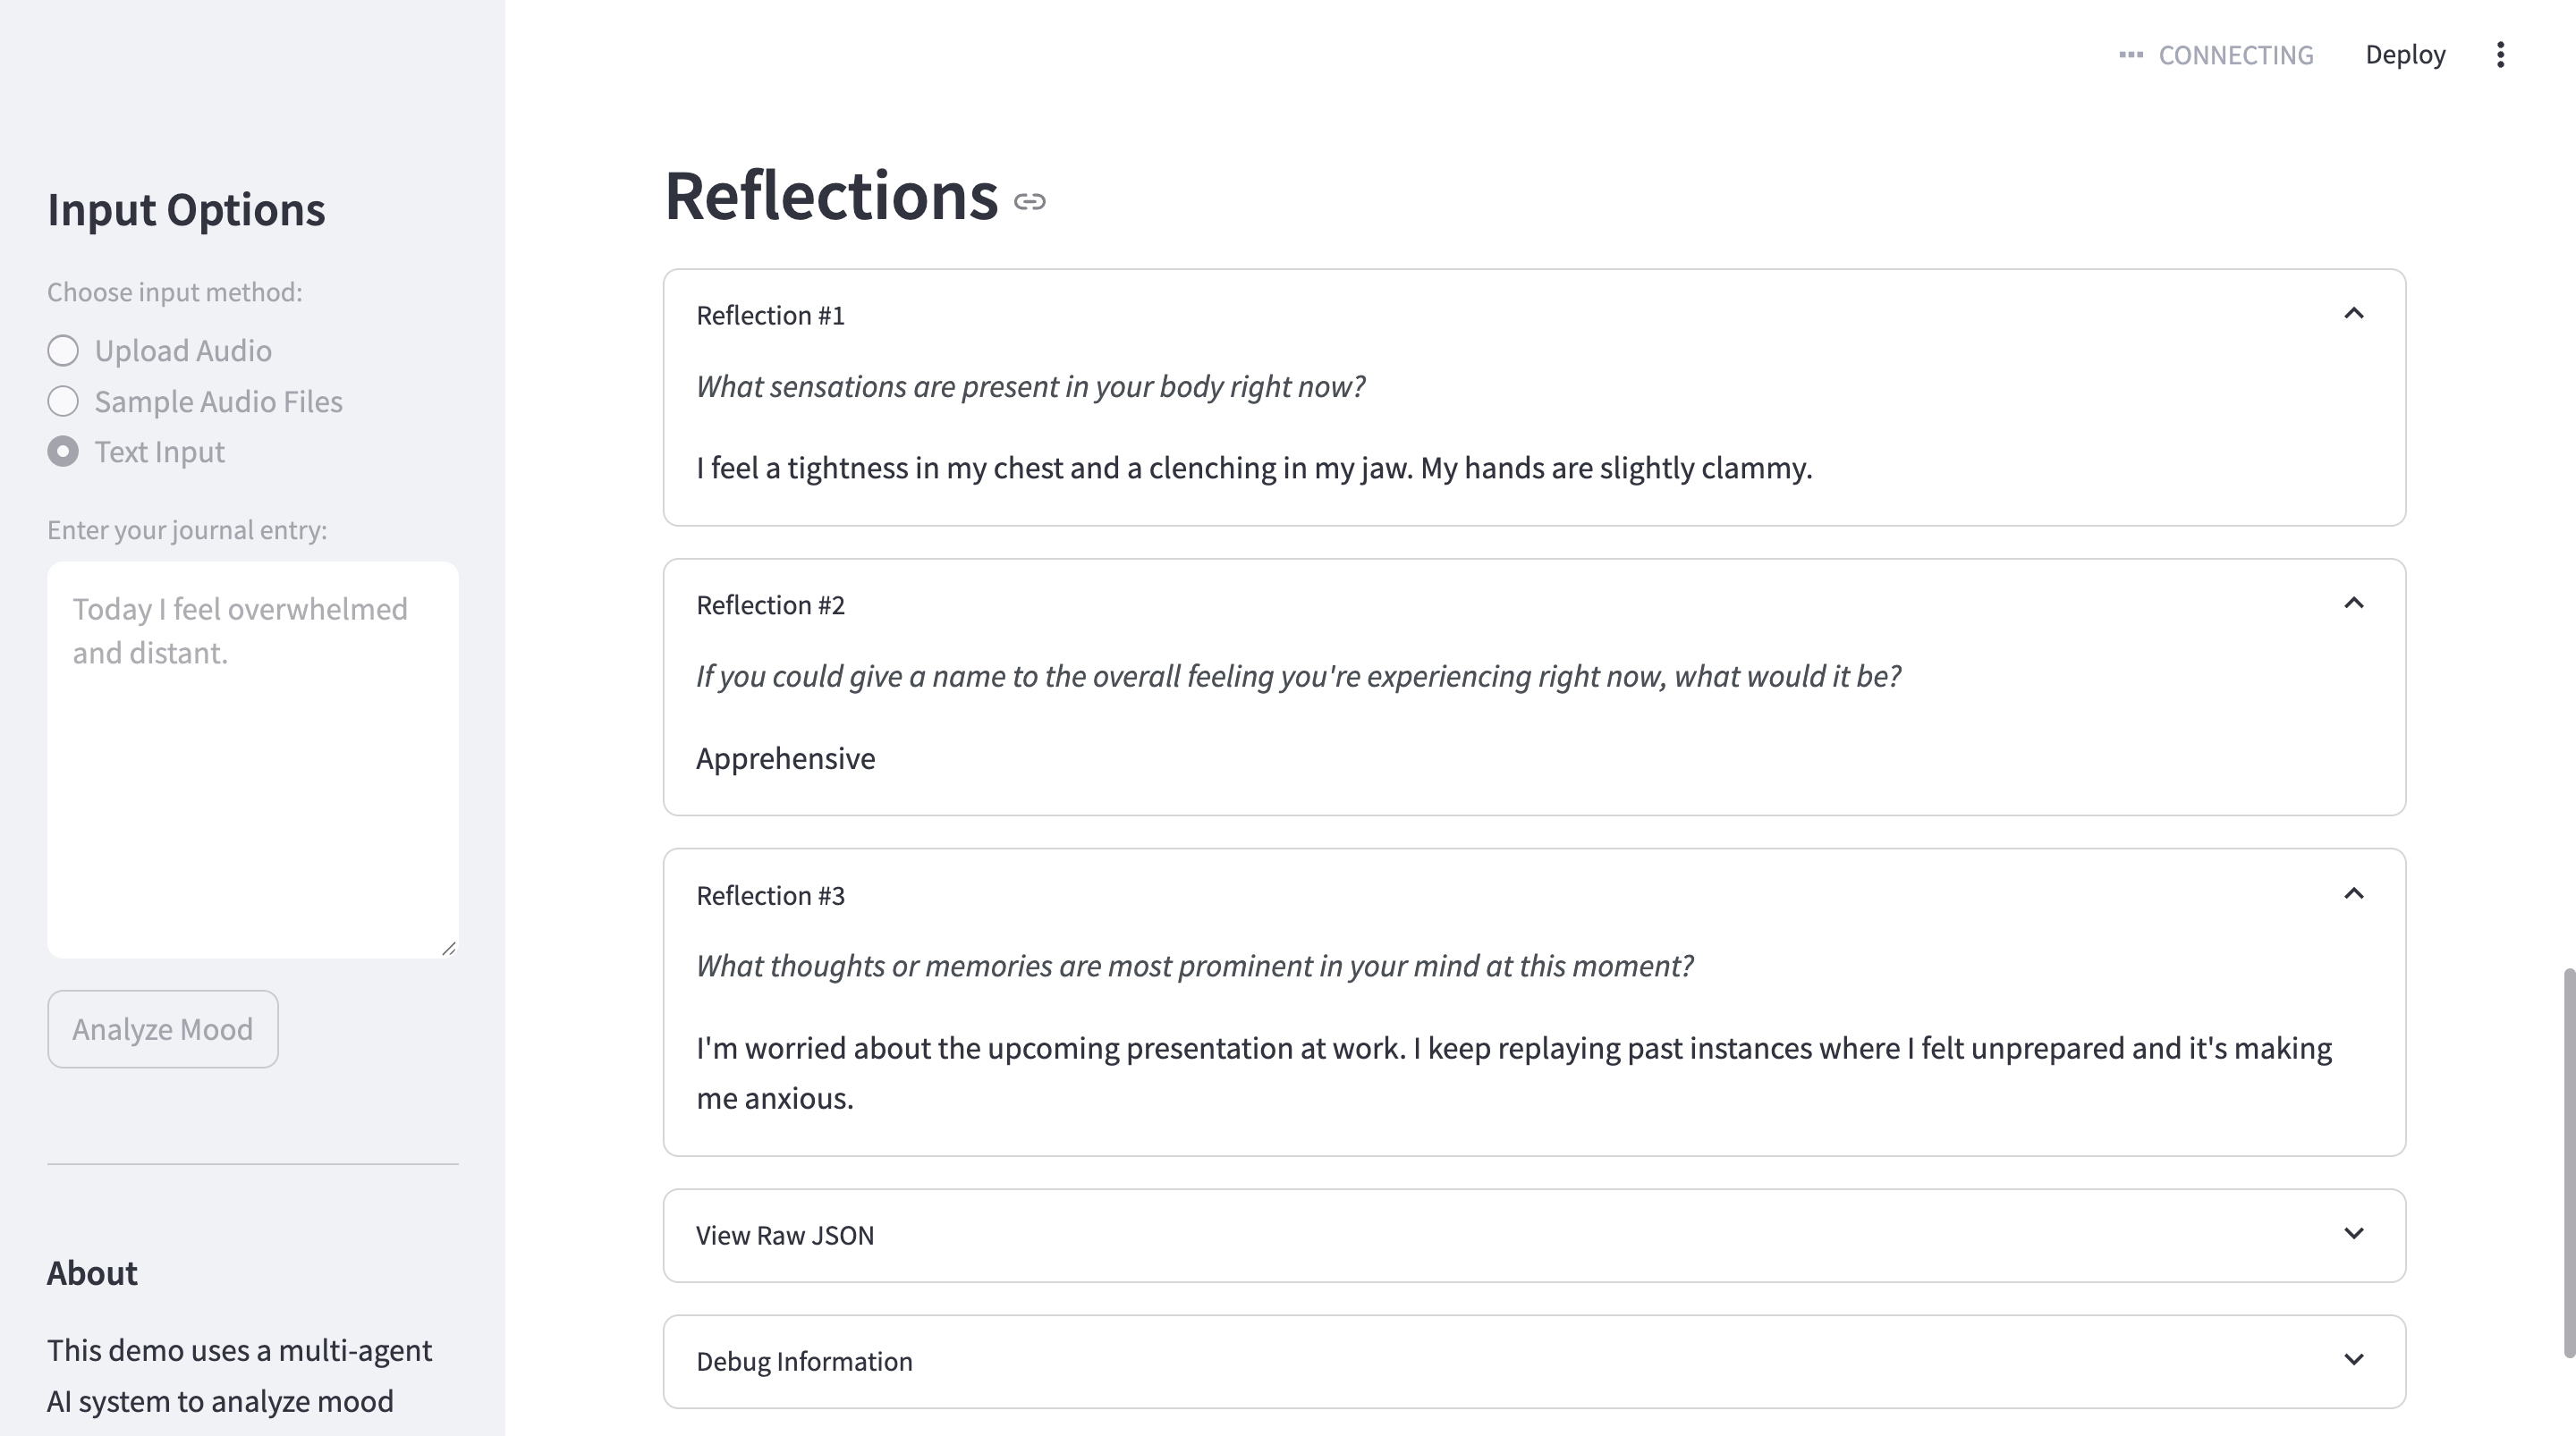 CONNECTING
Deploy
Input Options
Choose input method:
Upload Audio
Sample Audio Files
Text Input
Enter your journal entry:
Today I feel overwhelmed
and distant.
Analyze Mood
About
This demo uses a multi-agent
AI system to analyze mood
Reflections
Reflection #1
What sensations are present in your body right now?
I feel a tightness in my chest and a clenching in my jaw. My hands are slightly clammy.
Reflection #2
If you could give a name to the overall feeling you're experiencing right now, what would it be?
Apprehensive
Reflection #3
What thoughts or memories are most prominent in your mind at this moment?
I'm worried about the upcoming presentation at work. I keep replaying past instances where I felt unprepared and it's making
me anxious.
View Raw JSON
Debug Information